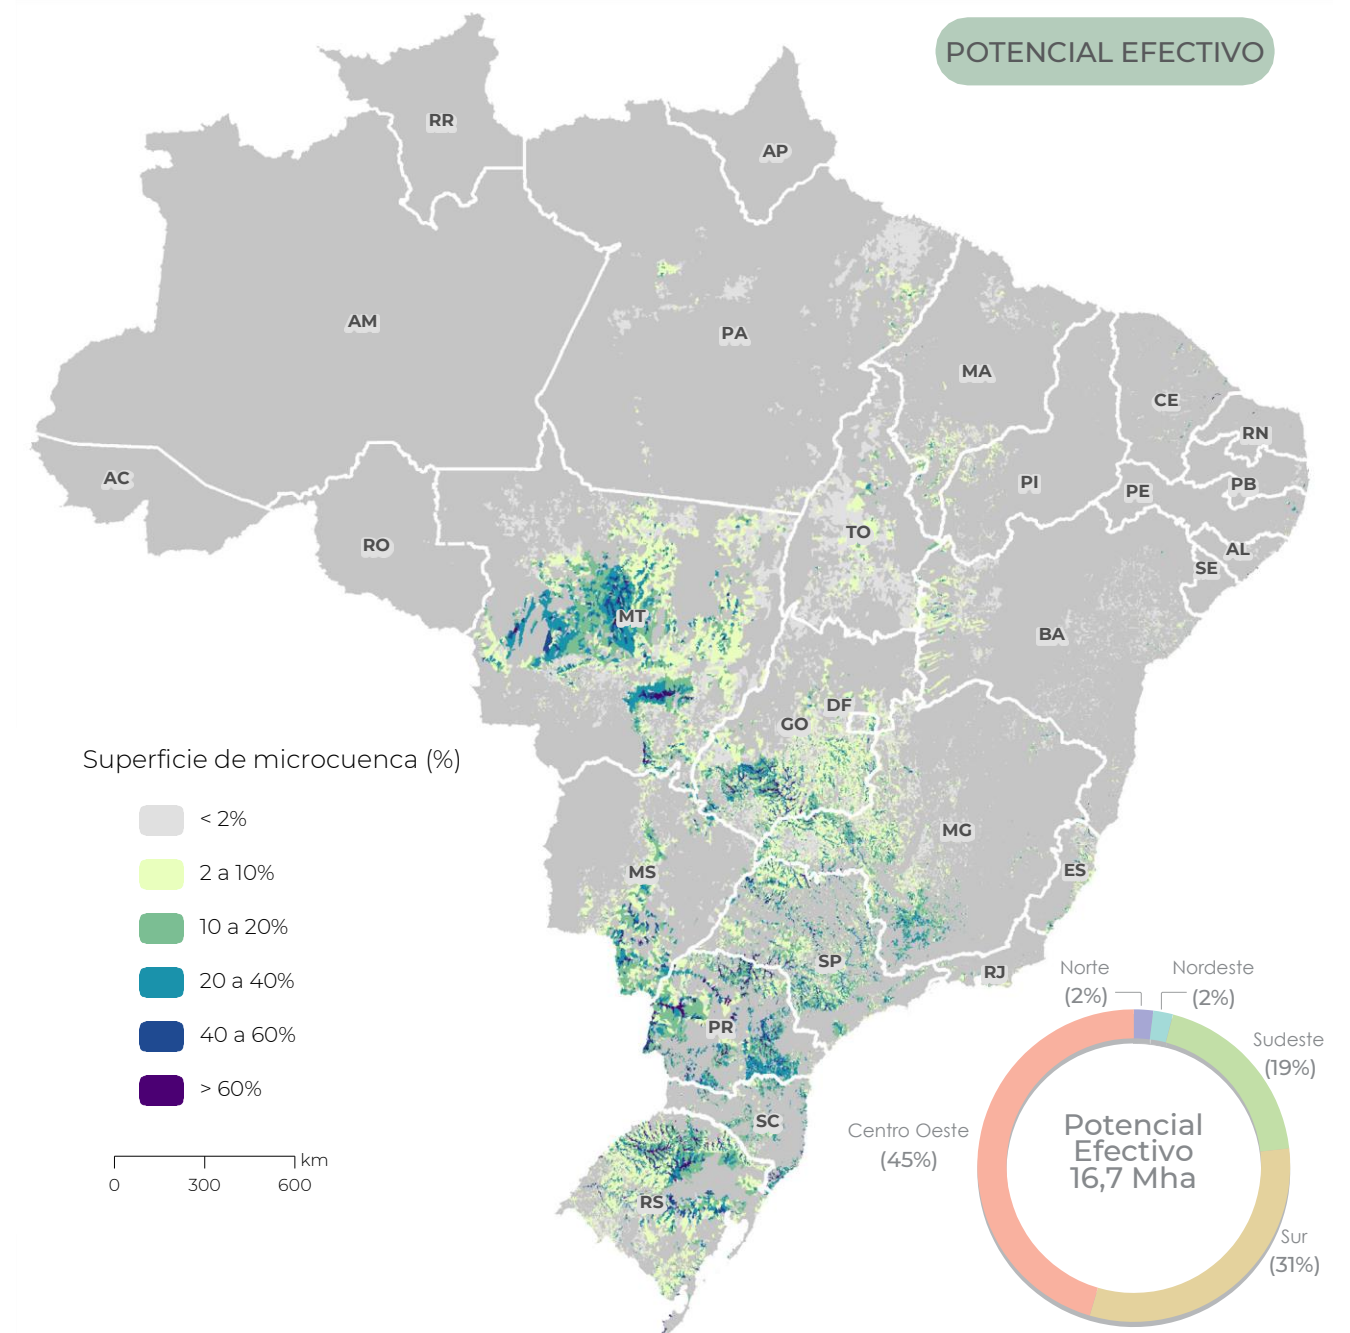 POTENCIAL EFECTIVO
RR
AP
AM
PA
MA
CE
RN
AC
PI
PE
PB
TO
RO
AL
SE
MT
BA
DF
GO
Superficie de microcuenca (%)
< 2%
2 a 10%
10 a 20%
20 a 40%
40 a 60%
> 60%
km
0
300
600
MG
MS
ES
SP
RJ
PR
SC
RS
Norte
(2%)
Nordeste
(2%)
Sudeste
(19%)
Centro Oeste
(45%)
Potencial
Efectivo
16,7 Mha
Sur
(31%)